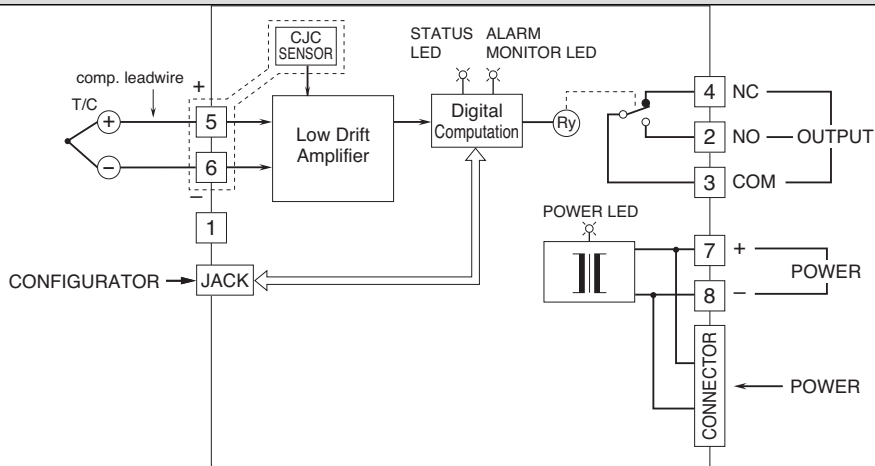 CJC
SENSOR
STATUS
LED
ALARM
MONITOR LED
comp. leadwire
T/C
+
+
5
Low Drift
Amplifier
Digital
Computation
Ry
4 NC
2 NO
OUTPUT
3 COM
−
6
−
1
CONFIGURATOR
JACK
POWER LED
7 +
POWER
8 −
CONNECTOR
POWER